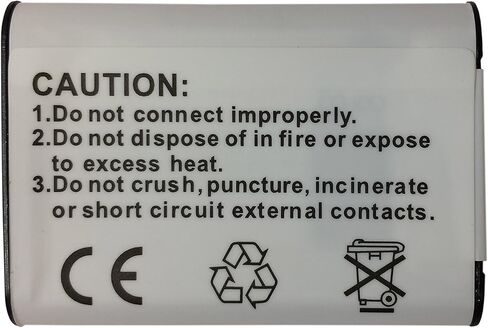 CAUTION:
1.Do not connect improperly.
2.Do not dispose of in fire or expose
to excess heat.
3.Do not crush, puncture, incinerate
or short circuit external contacts.
CE